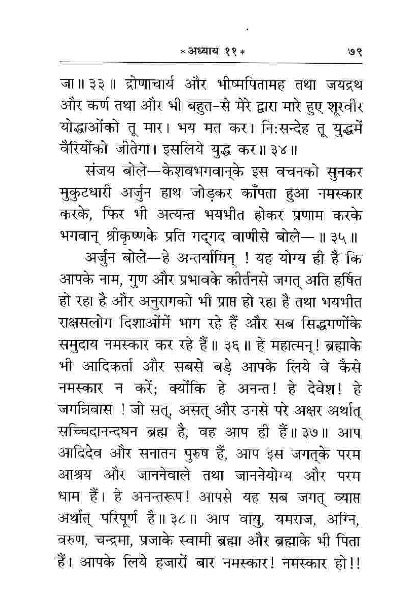 * अध्याय ११ * ७९
जा॥ ३३॥ द्रोणाचार्य और भीष्मपितामह तथा जयद्रथ
और कर्ण तथा और भी बहुत-से मेरे द्वारा मारे हुए शूरवीर
योद्धाओंको तू मार। भय मत कर। नि:सन्देह तू युद्धमें
वैरियोंको जीतेगा। इसलिये युद्ध कर॥ ३४॥
संजय बोले—केशवभगवान्‌के इस वचनको सुनकर
मुकुटधारी अर्जुन हाथ जोड़कर काँपता हुआ नमस्कार
करके, फिर भी अत्यन्त भयभीत होकर प्रणाम करके
भगवान् श्रीकृष्णके प्रति गद्‍गद वाणीसे बोले—॥ ३५॥
अर्जुन बोले—हे अन्तर्यामिन् ! यह योग्य ही है कि
आपके नाम, गुण और प्रभावके कीर्तनसे जगत् अति हर्षित
हो रहा है और अनुरागको भी प्राप्त हो रहा है तथा भयभीत
राक्षसलोग दिशाओंमें भाग रहे हैं और सब सिद्धगणोंके
समुदाय नमस्कार कर रहे हैं॥ ३६॥ हे महात्मन्! ब्रह्माके
भी आदिकर्ता और सबसे बड़े आपके लिये वे कैसे
नमस्कार न करें; क्योंकि हे अनन्त! हे देवेश! हे
जगन्निवास ! जो सत्, असत् और उनसे परे अक्षर अर्थात्
सच्चिदानन्दघन ब्रह्म है, वह आप ही हैं॥ ३७॥ आप
आदिदेव और सनातन पुरुष हैं, आप इस जगत्‌के परम
आश्रय और जाननेवाले तथा जाननेयोग्य और परम
धाम हैं। हे अनन्तरूप! आपसे यह सब जगत् व्याप्त
अर्थात् परिपूर्ण है॥ ३८॥ आप वायु, यमराज, अग्नि,
वरुण, चन्द्रमा, प्रजाके स्वामी ब्रह्मा और ब्रह्माके भी पिता
हैं। आपके लिये हजारों बार नमस्कार! नमस्कार हो!!